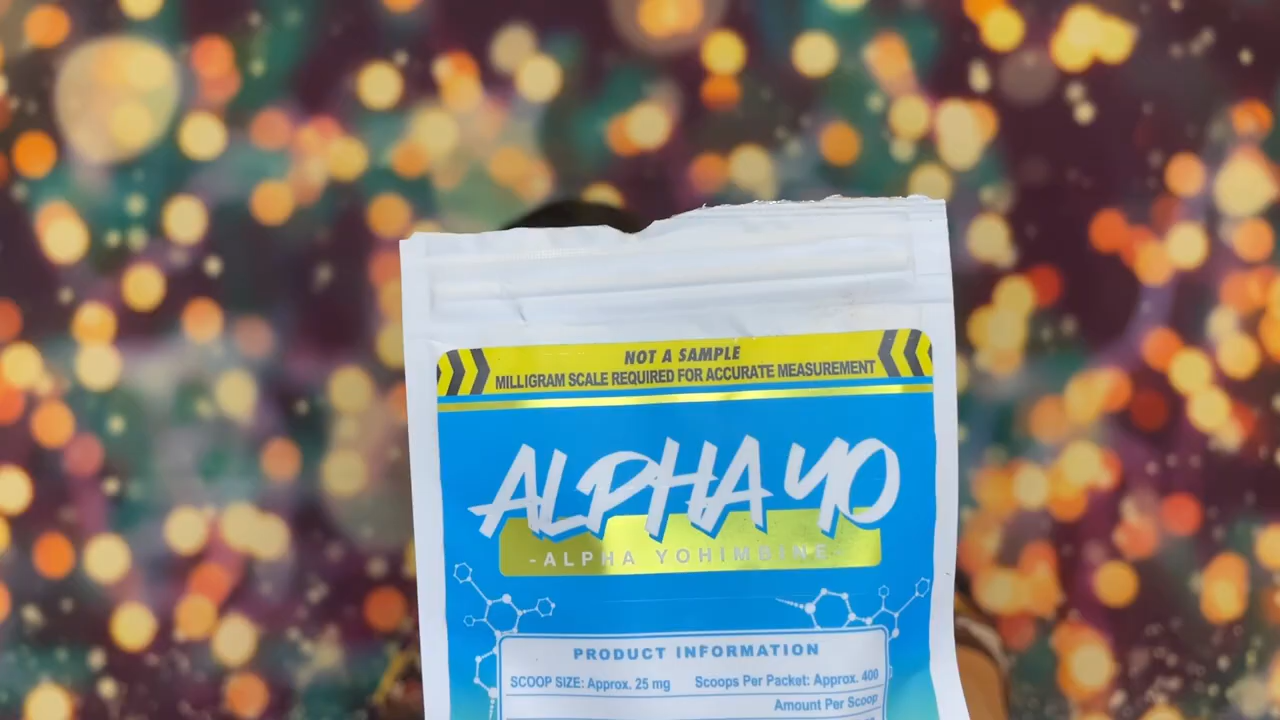 NOT A SAMPLE
MILLIGRAM SCALE REQUIRED FOR ACCURATE MEASUREMENT
ALPHA YO
-ALPHA YOHIMBINE-
PRODUCT INFORMATION
SCOOP SIZE: Approx. 25 mg Scoops Per Packet: Approx. 400
Amount Per Scoop